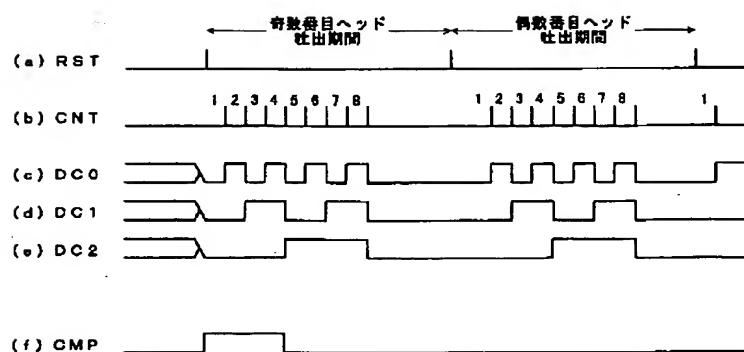 奇数番目ヘッド
吐出期間
偶数番目ヘッド
吐出期間
(a) RST
(b) CNT
1 2 3 4 5 6 7 8
1 2 3 4 5 6 7 8
1
(c) DC0
(d) DC1
(e) DC2
(f) CMP